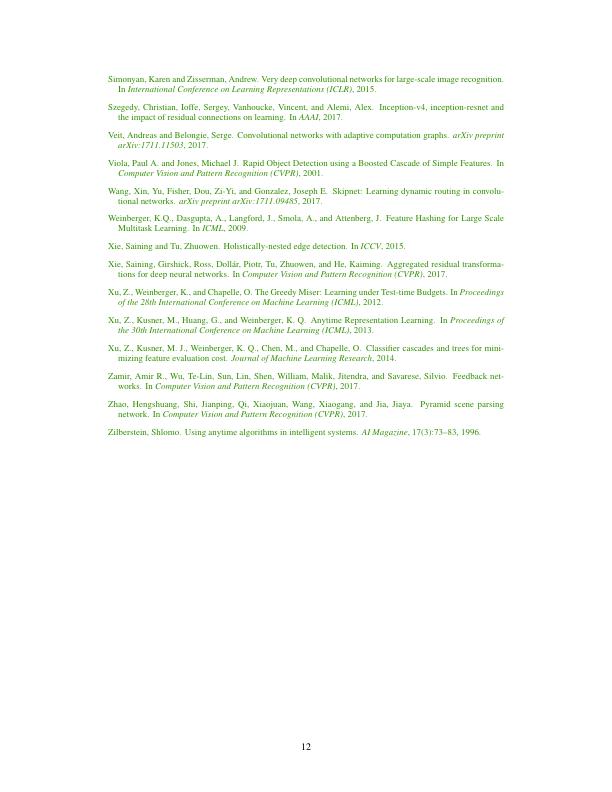 Simonyan, Karen and Zisserman, Andrew. Very deep convolutional networks for large-scale image recognition.
In International Conference on Learning Representations (ICLR), 2015.
Szegedy, Christian, Ioffe, Sergey, Vanhoucke, Vincent, and Alemi, Alex. Inception-v4, inception-resnet and
the impact of residual connections on learning. In AAAI, 2017.
Veit, Andreas and Belongie, Serge. Convolutional networks with adaptive computation graphs. arXiv preprint
arXiv:1711.11503, 2017.
Viola, Paul A. and Jones, Michael J. Rapid Object Detection using a Boosted Cascade of Simple Features. In
Computer Vision and Pattern Recognition (CVPR), 2001.
Wang, Xin, Yu, Fisher, Dou, Zi-Yi, and Gonzalez, Joseph E. Skipnet: Learning dynamic routing in convolu-
tional networks. arXiv preprint arXiv:1711.09485, 2017.
Weinberger, K.Q., Dasgupta, A., Langford, J., Smola, A., and Attenberg, J. Feature Hashing for Large Scale
Multitask Learning. In ICML, 2009.
Xie, Saining and Tu, Zhuowen. Holistically-nested edge detection. In ICCV, 2015.
Xie, Saining, Girshick, Ross, Dollár, Piotr, Tu, Zhuowen, and He, Kaiming. Aggregated residual transforma-
tions for deep neural networks. In Computer Vision and Pattern Recognition (CVPR), 2017.
Xu, Z., Weinberger, K., and Chapelle, O. The Greedy Miser: Learning under Test-time Budgets. In Proceedings
of the 28th International Conference on Machine Learning (ICML), 2012.
Xu, Z., Kusner, M., Huang, G., and Weinberger, K. Q. Anytime Representation Learning. In Proceedings of
the 30th International Conference on Machine Learning (ICML), 2013.
Xu, Z., Kusner, M. J., Weinberger, K. Q., Chen, M., and Chapelle, O. Classifier cascades and trees for mini-
mizing feature evaluation cost. Journal of Machine Learning Research, 2014.
Zamir, Amir R., Wu, Te-Lin, Sun, Lin, Shen, William, Malik, Jitendra, and Savarese, Silvio. Feedback net-
works. In Computer Vision and Pattern Recognition (CVPR), 2017.
Zhao, Hengshuang, Shi, Jianping, Qi, Xiaojuan, Wang, Xiaogang, and Jia, Jiaya. Pyramid scene parsing
network. In Computer Vision and Pattern Recognition (CVPR), 2017.
Zilberstein, Shlomo. Using anytime algorithms in intelligent systems. AI Magazine, 17(3):73–83, 1996.
12